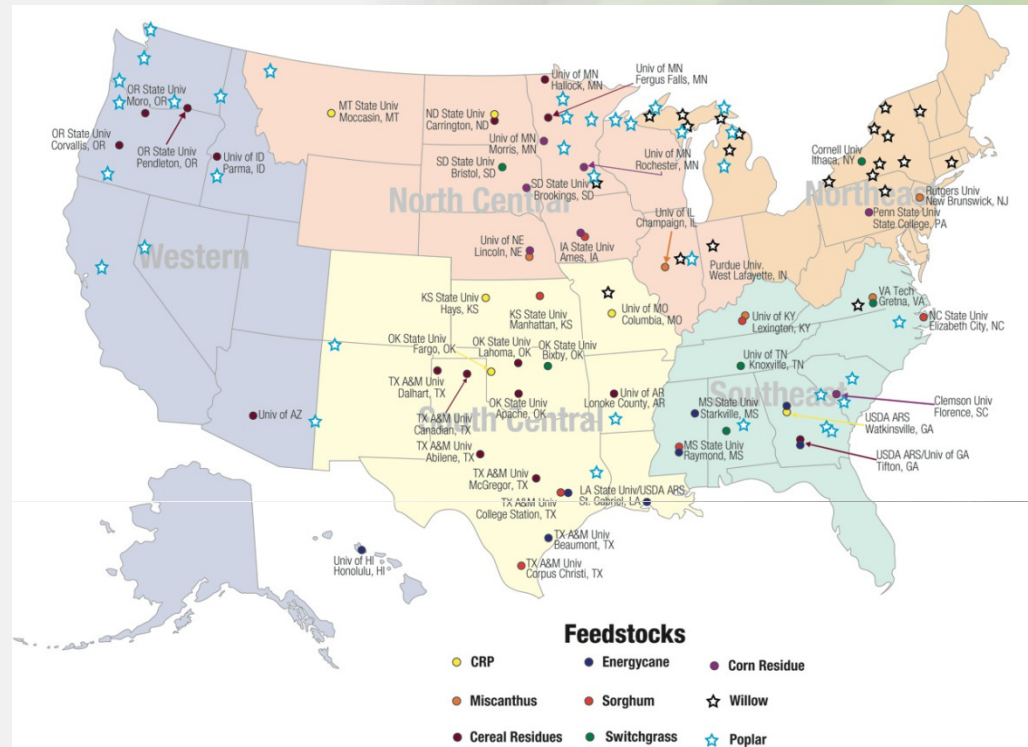 OR State Univ
Moro, OR
OR State Univ
Corvallis, OR
OR State Univ
Pendleton, OR
Univ of ID
Parma, ID
Western
MT State Univ
Moccasin, MT
ND State Univ
Carrington, ND
Univ of MN
Hallock, MN
Univ of MN
Fergus Falls, MN
Univ of MN
Morris, MN
Univ of MN
Rochester, MN
SD State Univ
Bristol, SD
SD State Univ
Brookings, SD
North Central
Univ of NE
Lincoln, NE
IA State Univ
Ames, IA
Univ of IL
Champaign, IL
Purdue Univ.
West Lafayette, IN
Cornell Univ
Ithaca, NY
Northeast
Rutgers Univ
New Brunswick, NJ
Penn State Univ
State College, PA
KS State Univ
Hays, KS
KS State Univ
Manhattan, KS
Univ of MO
Columbia, MO
Univ of KY
Lexington, KY
VA Tech
Gretna, VA
NC State Univ
Elizabeth City, NC
OK State Univ
Fargo, OK
OK State Univ
Lahoma, OK
OK State Univ
Bixby, OK
OK State Univ
Apache, OK
Univ of AR
Lonoke County, AR
Univ of TN
Knoxville, TN
Southeast
MS State Univ
Starkville, MS
MS State Univ
Raymond, MS
Clemson Univ
Florence, SC
USDA ARS
Watkinsville, GA
USDA ARS/Univ of GA
Tifton, GA
Univ of AZ
TX A&M Univ
Dalhart, TX
TX A&M Univ
Canadian, TX
South Central
TX A&M Univ
Abilene, TX
TX A&M Univ
McGregor, TX
TX A&M Univ
College Station, TX
LA State Univ/USDA ARS
St. Gabriel, LA
TX A&M Univ
Beaumont, TX
TX A&M Univ
Corpus Christi, TX
Univ of HI
Honolulu, HI
Feedstocks
CRP
Energycane
Corn Residue
Miscanthus
Sorghum
Willow
Cereal Residues
Switchgrass
Poplar